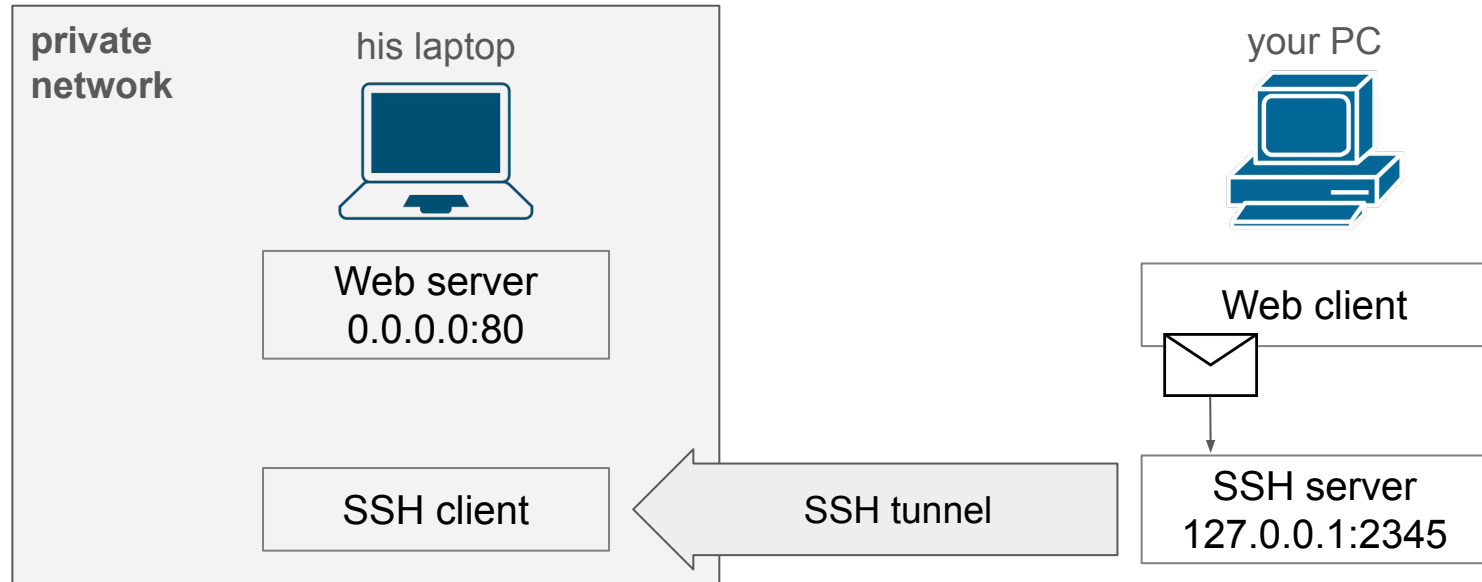 private
network
his laptop
your PC
Web server
0.0.0.0:80
Web client
SSH client
SSH tunnel
SSH server
127.0.0.1:2345